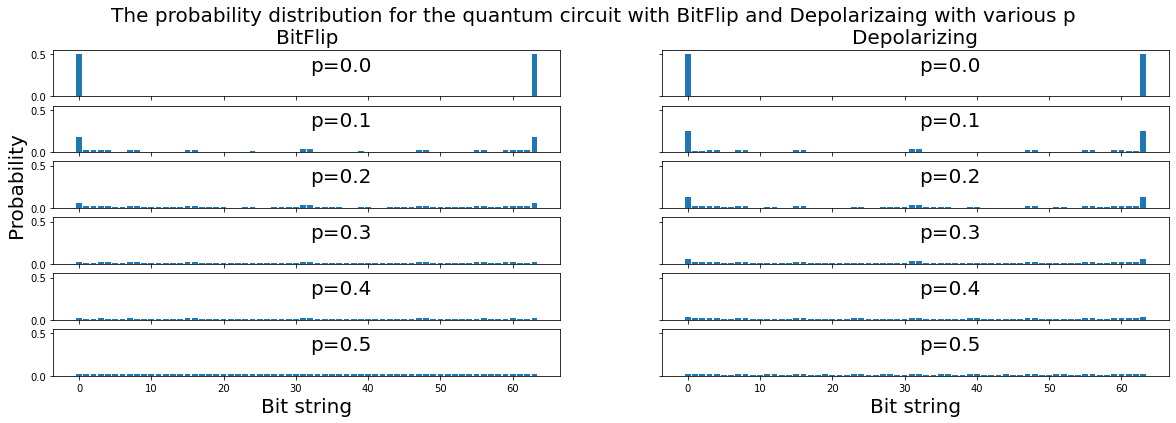 The probability distribution for the quantum circuit with BitFlip and Depolarizaing with various p
BitFlip
0.5
0.0
p=0.0
0.5
0.0
p=0.1
0.5
0.0
p=0.2
0.5
0.0
p=0.3
0.5
0.0
p=0.4
0.5
0.0
p=0.5
0 10 20 30 40 50 60
Bit string
Probability
Depolarizing
p=0.0
p=0.1
p=0.2
p=0.3
p=0.4
p=0.5
0 10 20 30 40 50 60
Bit string